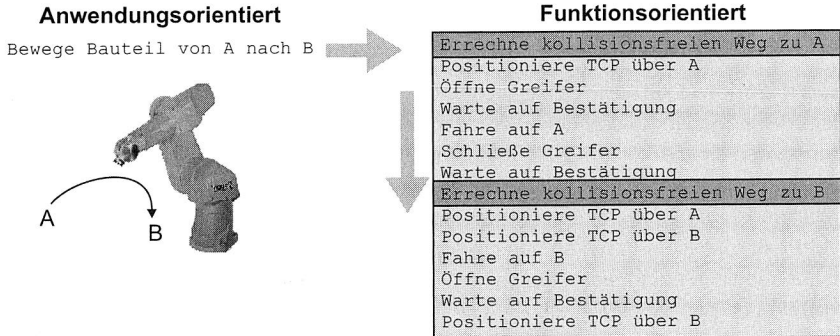 Anwendungsorientiert
Bewege Bauteil von A nach B
A
B
Funktionsorientiert
Errechne kollisionsfreien Weg zu A
Positioniere TCP über A
Öffne Greifer
Warte auf Bestätigung
Fahre auf A
Schließe Greifer
Warte auf Bestätigung
Errechne kollisionsfreien Weg zu B
Positioniere TCP über A
Positioniere TCP über B
Fahre auf B
Öffne Greifer
Warte auf Bestätigung
Positioniere TCP über B